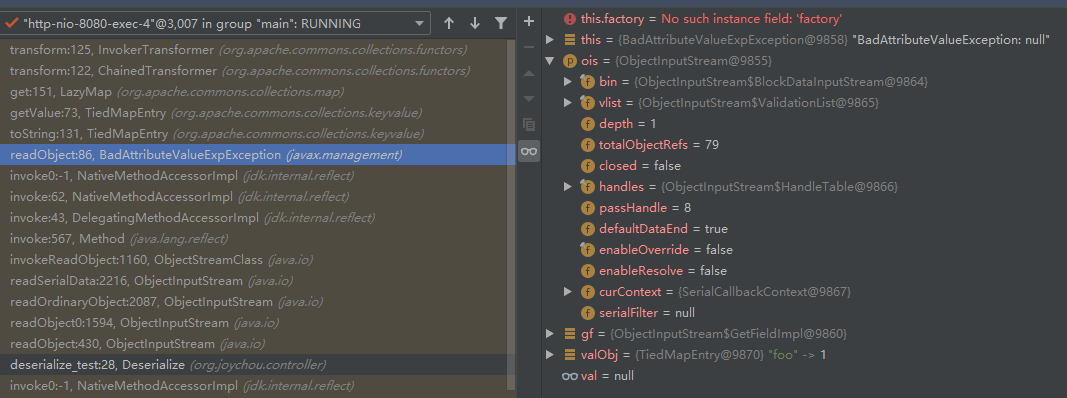 "http-nio-8080-exec-4"@3,007 in group "main": RUNNING
transform:125, InvokerTransformer (org.apache.commons.collections.functors)
transform:122, ChainedTransformer (org.apache.commons.collections.functors)
get:151, LazyMap (org.apache.commons.collections.map)
getValue:73, TiedMapEntry (org.apache.commons.collections.keyvalue)
toString:131, TiedMapEntry (org.apache.commons.collections.keyvalue)
readObject:86, BadAttributeValueExpException (javax.management)
invoke0:-1, NativeMethodAccessorImpl (jdk.internal.reflect)
invoke:62, NativeMethodAccessorImpl (jdk.internal.reflect)
invoke:43, DelegatingMethodAccessorImpl (jdk.internal.reflect)
invoke:567, Method (java.lang.reflect)
invokeReadObject:1160, ObjectStreamClass (java.io)
readSerialData:2216, ObjectInputStream (java.io)
readOrdinaryObject:2087, ObjectInputStream (java.io)
readObject0:1594, ObjectInputStream (java.io)
readObject:430, ObjectInputStream (java.io)
deserialize_test:28, Deserialize (org.joychou.controller)
invoke0:-1, NativeMethodAccessorImpl (jdk.internal.reflect)
this.factory = No such instance field: 'factory'
this = {BadAttributeValueExpException@9858} "BadAttributeValueException: null"
ois = {ObjectInputStream@9855}
bin = {ObjectInputStream$BlockDataInputStream@9864}
vlist = {ObjectInputStream$ValidationList@9865}
depth = 1
totalObjectRefs = 79
closed = false
handles = {ObjectInputStream$HandleTable@9866}
passHandle = 8
defaultDataEnd = true
enableOverride = false
enableResolve = false
curContext = {SerialCallbackContext@9867}
serialFilter = null
gf = {ObjectInputStream$GetFieldImpl@9860}
valObj = {TiedMapEntry@9870} "foo" -> 1
val = null